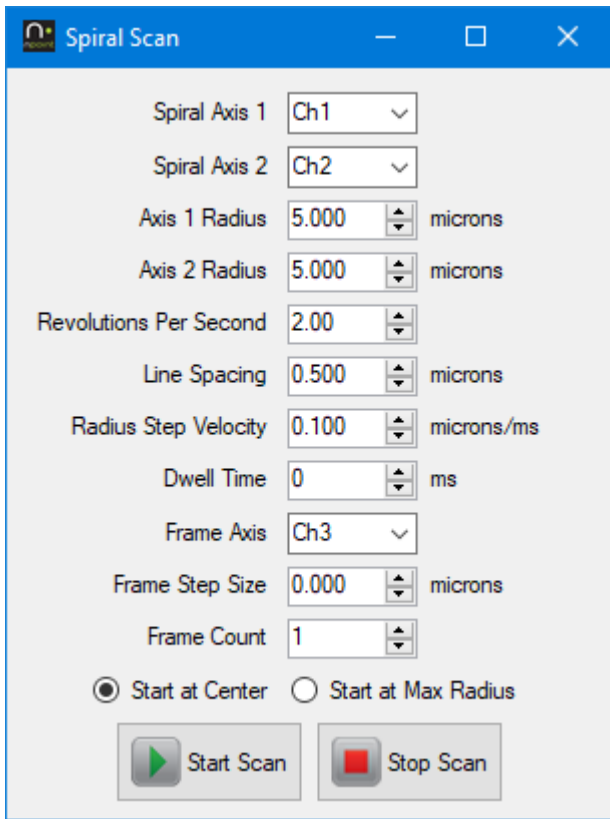 Spiral Scan
Spiral Axis 1 Ch1
Spiral Axis 2 Ch2
Axis 1 Radius 5.000 microns
Axis 2 Radius 5.000 microns
Revolutions Per Second 2.00
Line Spacing 0.500 microns
Radius Step Velocity 0.100 microns/ms
Dwell Time 0 ms
Frame Axis Ch3
Frame Step Size 0.000 microns
Frame Count 1
Start at Center Start at Max Radius
Start Scan Stop Scan